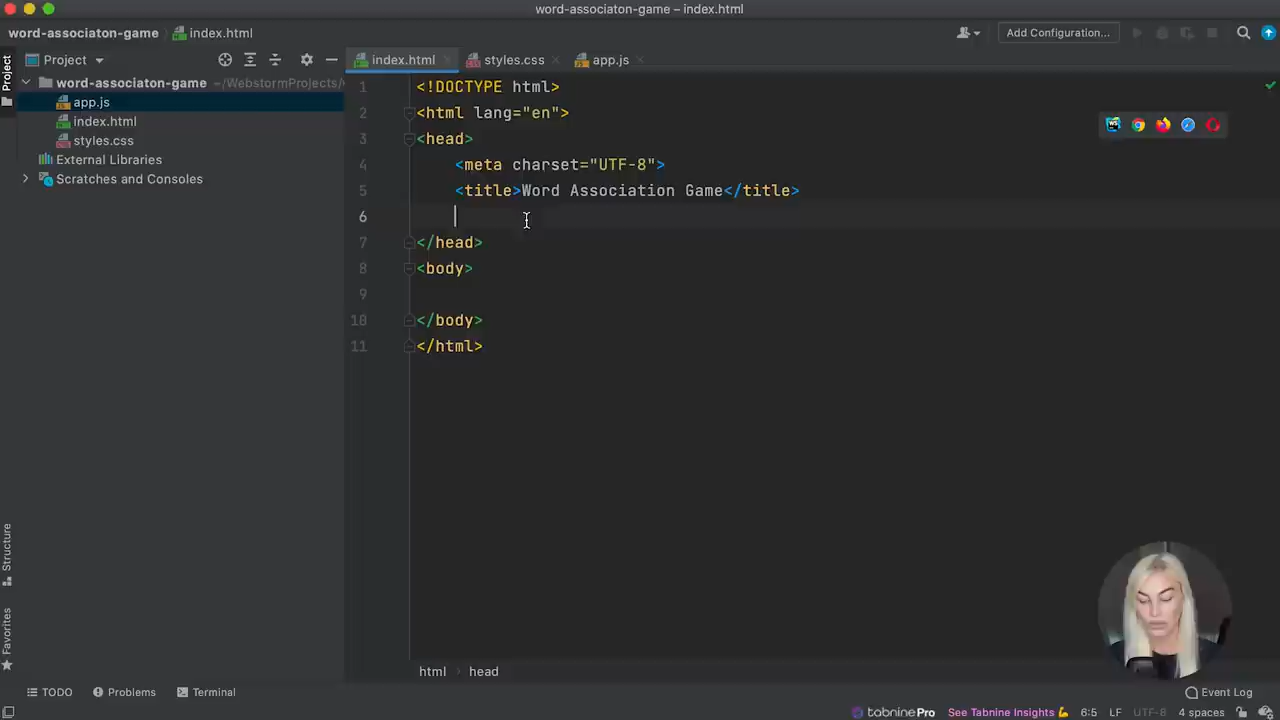 word-associaton-game – index.html
word-associaton-game
index.html
Add Configuration...
Project
index.html
styles.css
app.js
Project
word-associaton-game ~/WebstormProjects/
app.js
index.html
styles.css
External Libraries
Scratches and Consoles
1 <!DOCTYPE html>
2 <html lang="en">
3 <head>
4 <meta charset="UTF-8">
5 <title>Word Association Game</title>
6
7 </head>
8 <body>
9
10 </body>
11 </html>
Structure
Favorites
html
head
TODO
Problems
Terminal
Event Log
tabninePro
See Tabnine Insights 💪
6:5
LF
UTF-8
4 spaces